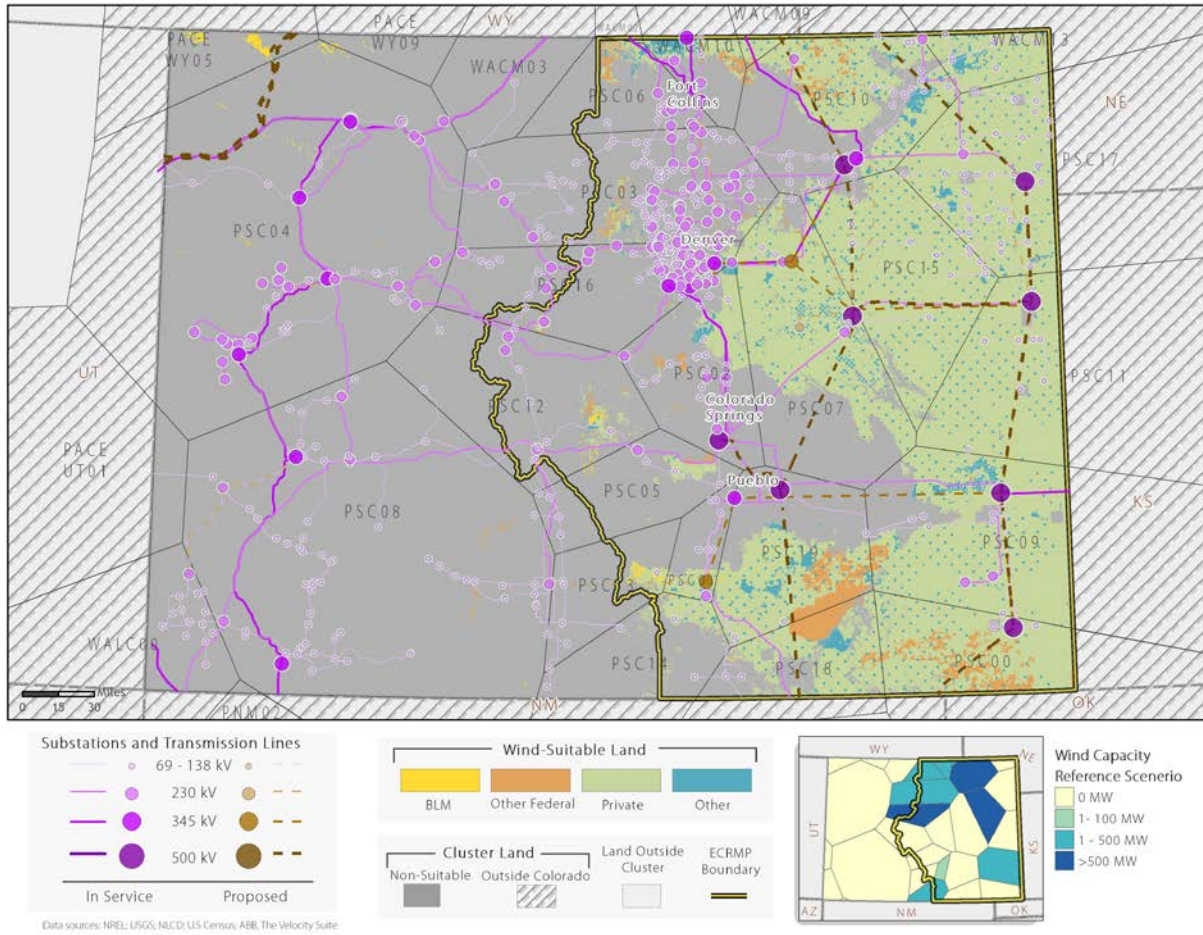 PACE
WY05
PACE
WY09
WY
WACM09
WACM03
WACM10
WACM13
PSC06
Fort
Collins
PSC10
NE
PSC17
PSC03
PSC04
Denver
PSC15
PSC16
UT
PSC02
PSC11
Colorado
Springs
PSC07
PSC12
PACE
UT01
PSC05
Pueblo
KS
PSC08
PSC19
PSC09
WALC00
PSC14
PSC18
PSC00
Miles
0 15 30
PNM02
NM
OK
Substations and Transmission Lines
69 - 138 kV
230 kV
345 kV
500 kV
In Service Proposed
Data sources: NREL; USGS; NLCD; U.S Census; ABB, The Velocity Suite
Wind-Suitable Land
BLM Other Federal Private Other
Cluster Land
Non-Suitable Outside Colorado
Land Outside
Cluster
ECRMP
Boundary
WY
NE
UT
KS
AZ
NM
OK
Wind Capacity
Reference Scenerio
0 MW
1- 100 MW
1 - 500 MW
>500 MW